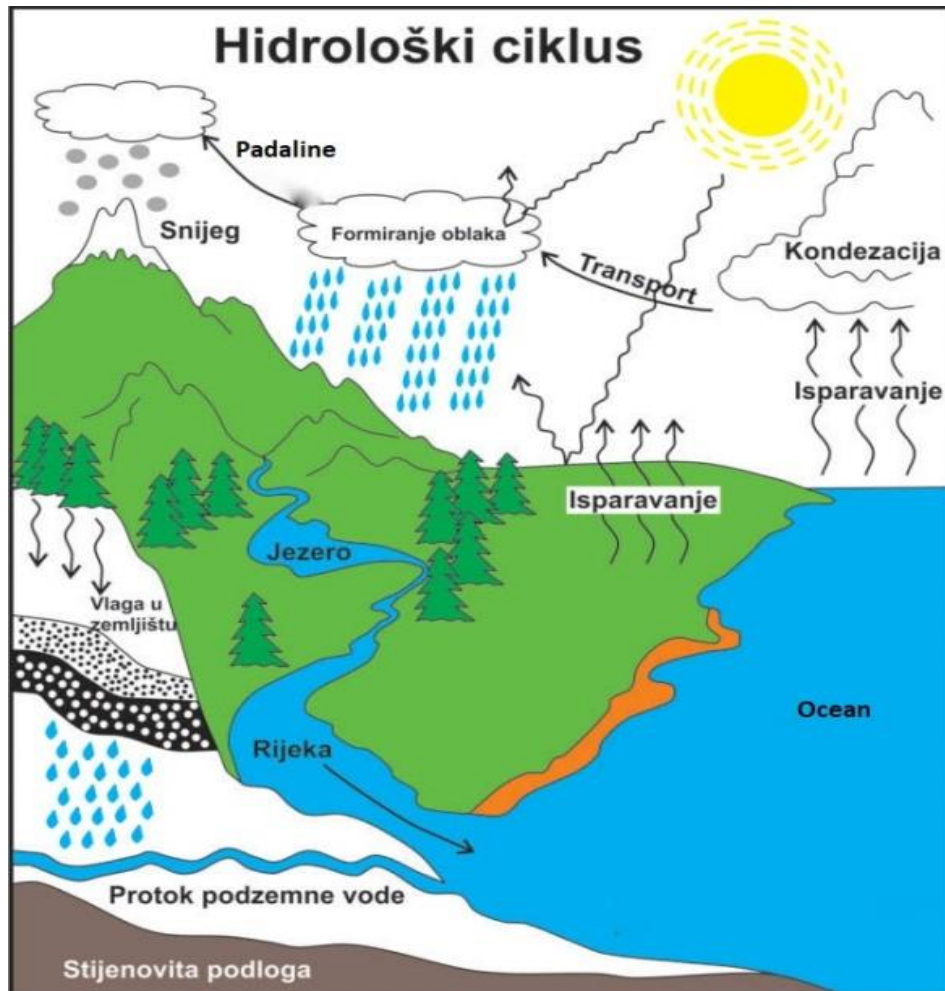 Hidrološki ciklus
Padaline
Snijeg
Formiranje oblaka
Transport
Kondezacija
Isparavanje
Isparavanje
Jezero
Vlaga u
zemljištu
Ocean
Rijeka
Protok podzemne vode
Stijenovita podloga